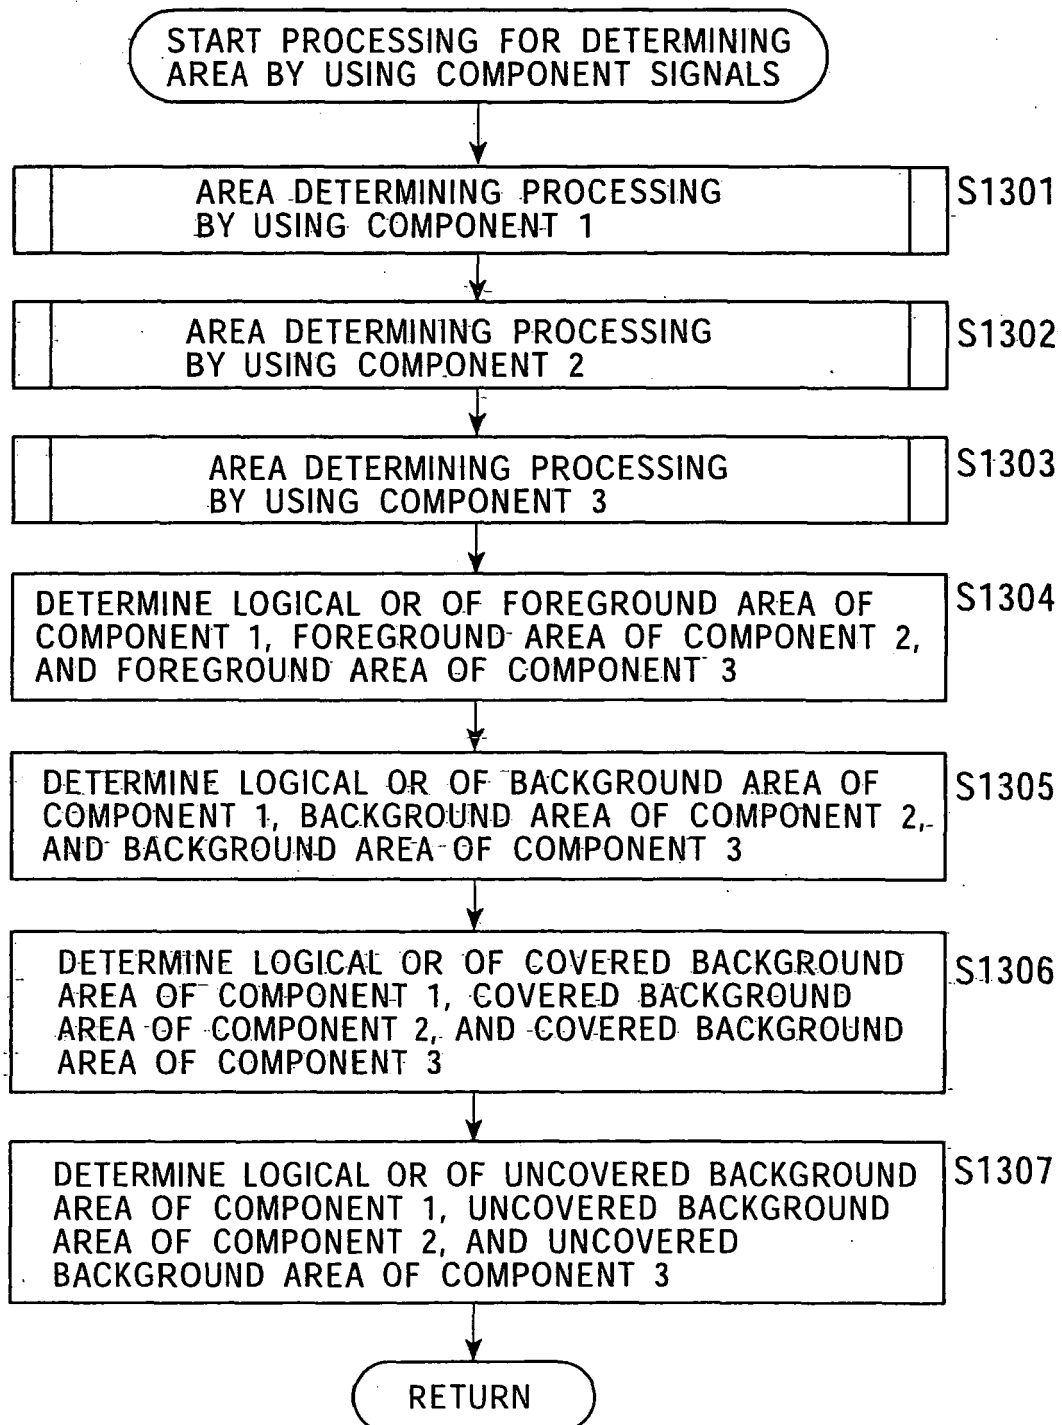 START PROCESSING FOR DETERMINING
AREA BY USING COMPONENT SIGNALS
AREA DETERMINING PROCESSING
BY USING COMPONENT 1
S1301
AREA DETERMINING PROCESSING
BY USING COMPONENT 2
S1302
AREA DETERMINING PROCESSING
BY USING COMPONENT 3
S1303
DETERMINE LOGICAL OR OF FOREGROUND AREA OF
COMPONENT 1, FOREGROUND AREA OF COMPONENT 2,
AND FOREGROUND AREA OF COMPONENT 3
S1304
DETERMINE LOGICAL OR OF BACKGROUND AREA OF
COMPONENT 1, BACKGROUND AREA OF COMPONENT 2,
AND BACKGROUND AREA OF COMPONENT 3
S1305
DETERMINE LOGICAL OR OF COVERED BACKGROUND
AREA OF COMPONENT 1, COVERED BACKGROUND
AREA OF COMPONENT 2, AND COVERED BACKGROUND
AREA OF COMPONENT 3
S1306
DETERMINE LOGICAL OR OF UNCOVERED BACKGROUND
AREA OF COMPONENT 1, UNCOVERED BACKGROUND
AREA OF COMPONENT 2, AND UNCOVERED
BACKGROUND AREA OF COMPONENT 3
S1307
RETURN